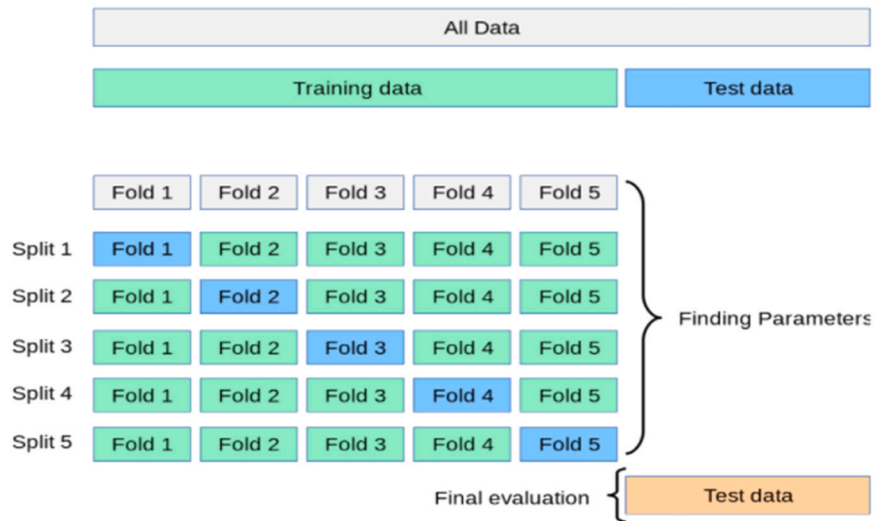 All Data
Training data Test data
Fold 1 Fold 2 Fold 3 Fold 4 Fold 5
Split 1 Fold 1 Fold 2 Fold 3 Fold 4 Fold 5
Split 2 Fold 1 Fold 2 Fold 3 Fold 4 Fold 5
Finding Parameters
Split 3 Fold 1 Fold 2 Fold 3 Fold 4 Fold 5
Split 4 Fold 1 Fold 2 Fold 3 Fold 4 Fold 5
Split 5 Fold 1 Fold 2 Fold 3 Fold 4 Fold 5
Final evaluation Test data